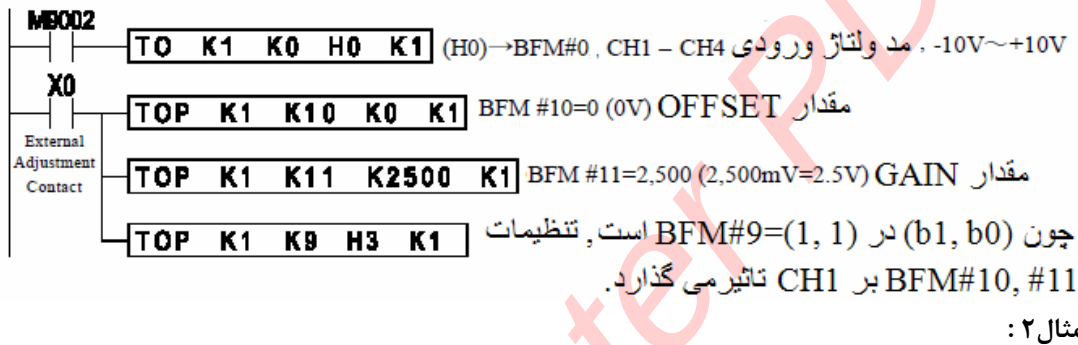 M9002
TO K1 K0 H0 K1 (H0)→BFM#0 , CH1 – CH4 مد ولتاژ ورودی , -10V～+10V
X0
TOP K1 K10 K0 K1 BFM #10=0 (0V) OFFSET مقدار
External
Adjustment
Contact
TOP K1 K11 K2500 K1 BFM #11=2,500 (2,500mV=2.5V) GAIN مقدار
TOP K1 K9 H3 K1 چون (b1, b0) در BFM#9=(1, 1) است, تنظیمات
BFM#10, #11 بر CH1 تاثیرمی گذارد.
مثال۲ :